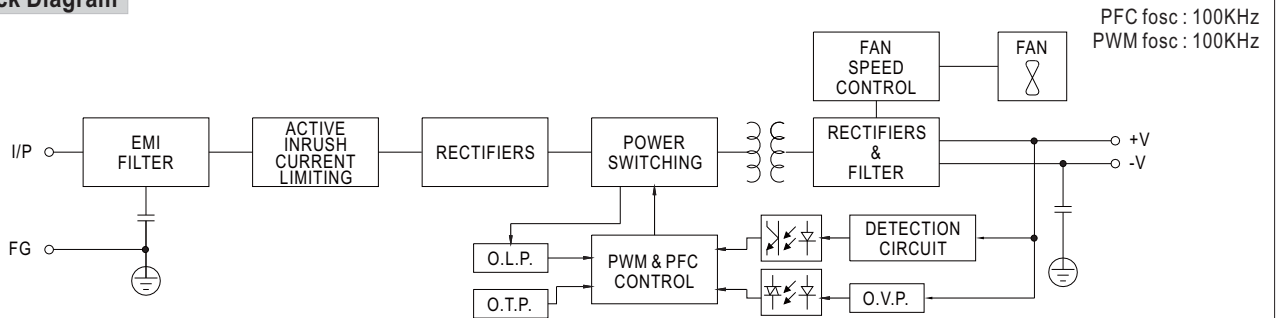 ck Diagram
PFC fosc : 100KHz
PWM fosc : 100KHz
FAN
SPEED
CONTROL
FAN
I/P
EMI
FILTER
ACTIVE
INRUSH
CURRENT
LIMITING
RECTIFIERS
POWER
SWITCHING
RECTIFIERS
&
FILTER
+V
-V
FG
O.L.P.
O.T.P.
PWM & PFC
CONTROL
DETECTION
CIRCUIT
O.V.P.